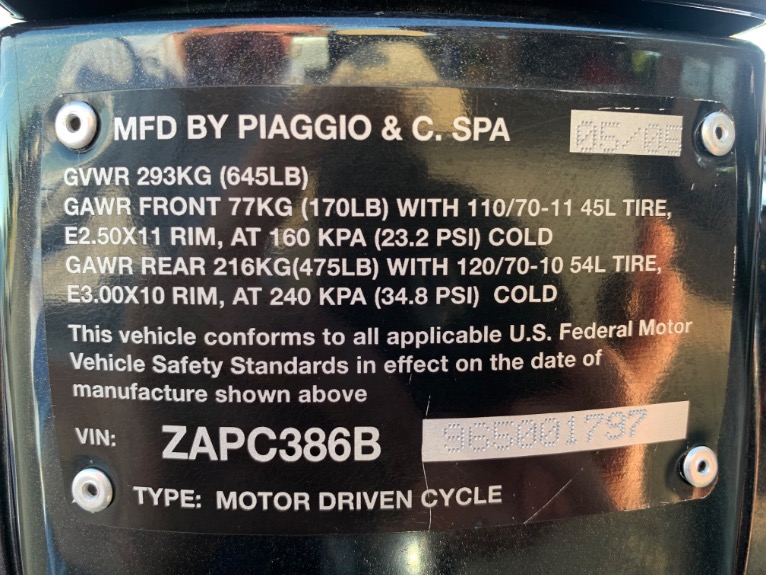 MFD BY PIAGGIO & C. SPA 05/05
GVWR 293KG (645LB)
GAWR FRONT 77KG (170LB) WITH 110/70-11 45L TIRE,
E2.50X11 RIM, AT 160 KPA (23.2 PSI) COLD
GAWR REAR 216KG(475LB) WITH 120/70-10 54L TIRE,
E3.00X10 RIM, AT 240 KPA (34.8 PSI) COLD
This vehicle conforms to all applicable U.S. Federal Motor
Vehicle Safety Standards in effect on the date of
manufacture shown above
VIN: ZAPC386B 965001797
TYPE: MOTOR DRIVEN CYCLE